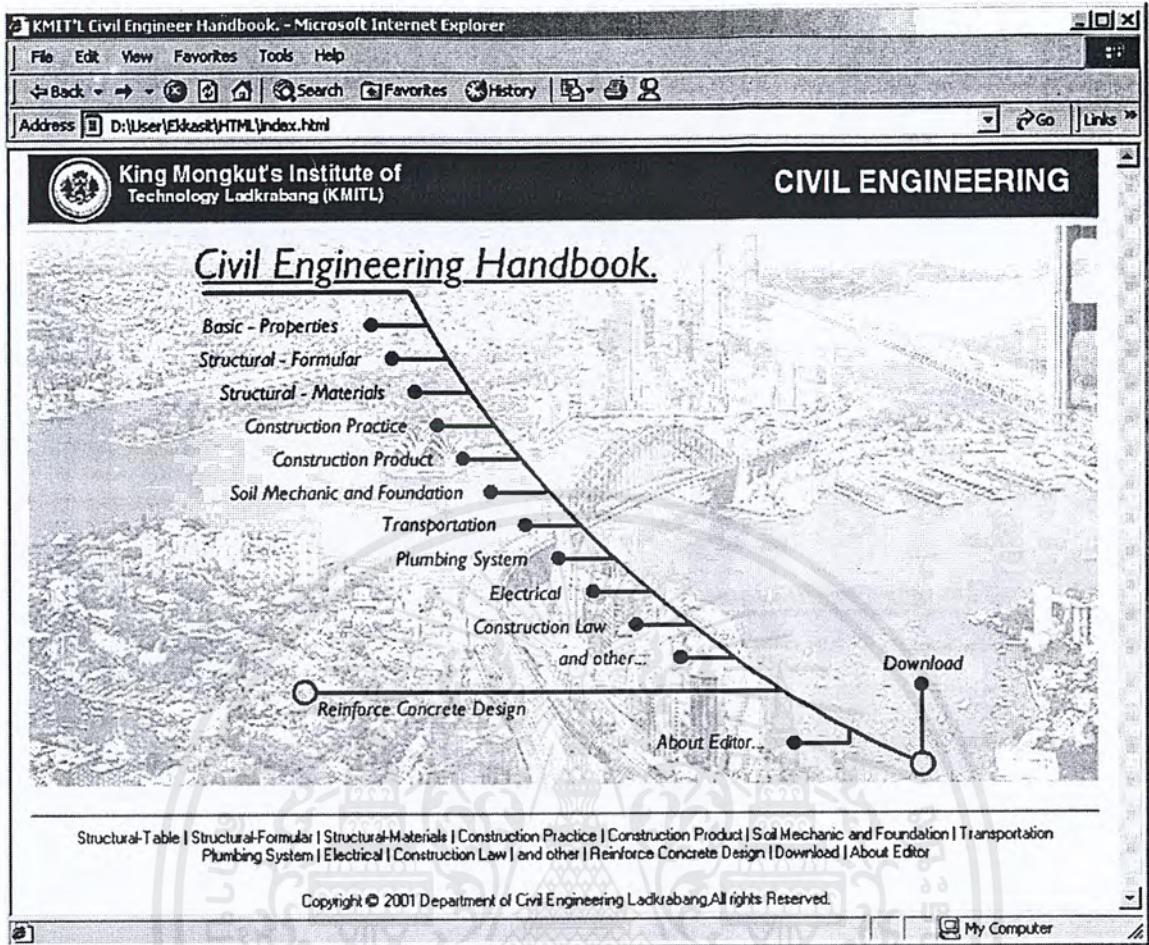 KMIT'L Civil Engineer Handbook. - Microsoft Internet Explorer
File Edit View Favorites Tools Help
Back Search Favorites History
Address D:\User\Ekkasit\HTML\index.html Go Links »
King Mongkut's Institute of
Technology Ladkrabang (KMITL)
CIVIL ENGINEERING
Civil Engineering Handbook.
Basic - Properties
Structural - Formular
Structural - Materials
Construction Practice
Construction Product
Soil Mechanic and Foundation
Transportation
Plumbing System
Electrical
Construction Law
and other...
Download
Reinforce Concrete Design
About Editor...
Structural-Table | Structural-Formular | Structural-Materials | Construction Practice | Construction Product | Soil Mechanic and Foundation | Transportation
Plumbing System | Electrical | Construction Law | and other | Reinforce Concrete Design | Download | About Editor
Copyright © 2001 Department of Civil Engineering Ladkrabang,All rights Reserved.
My Computer